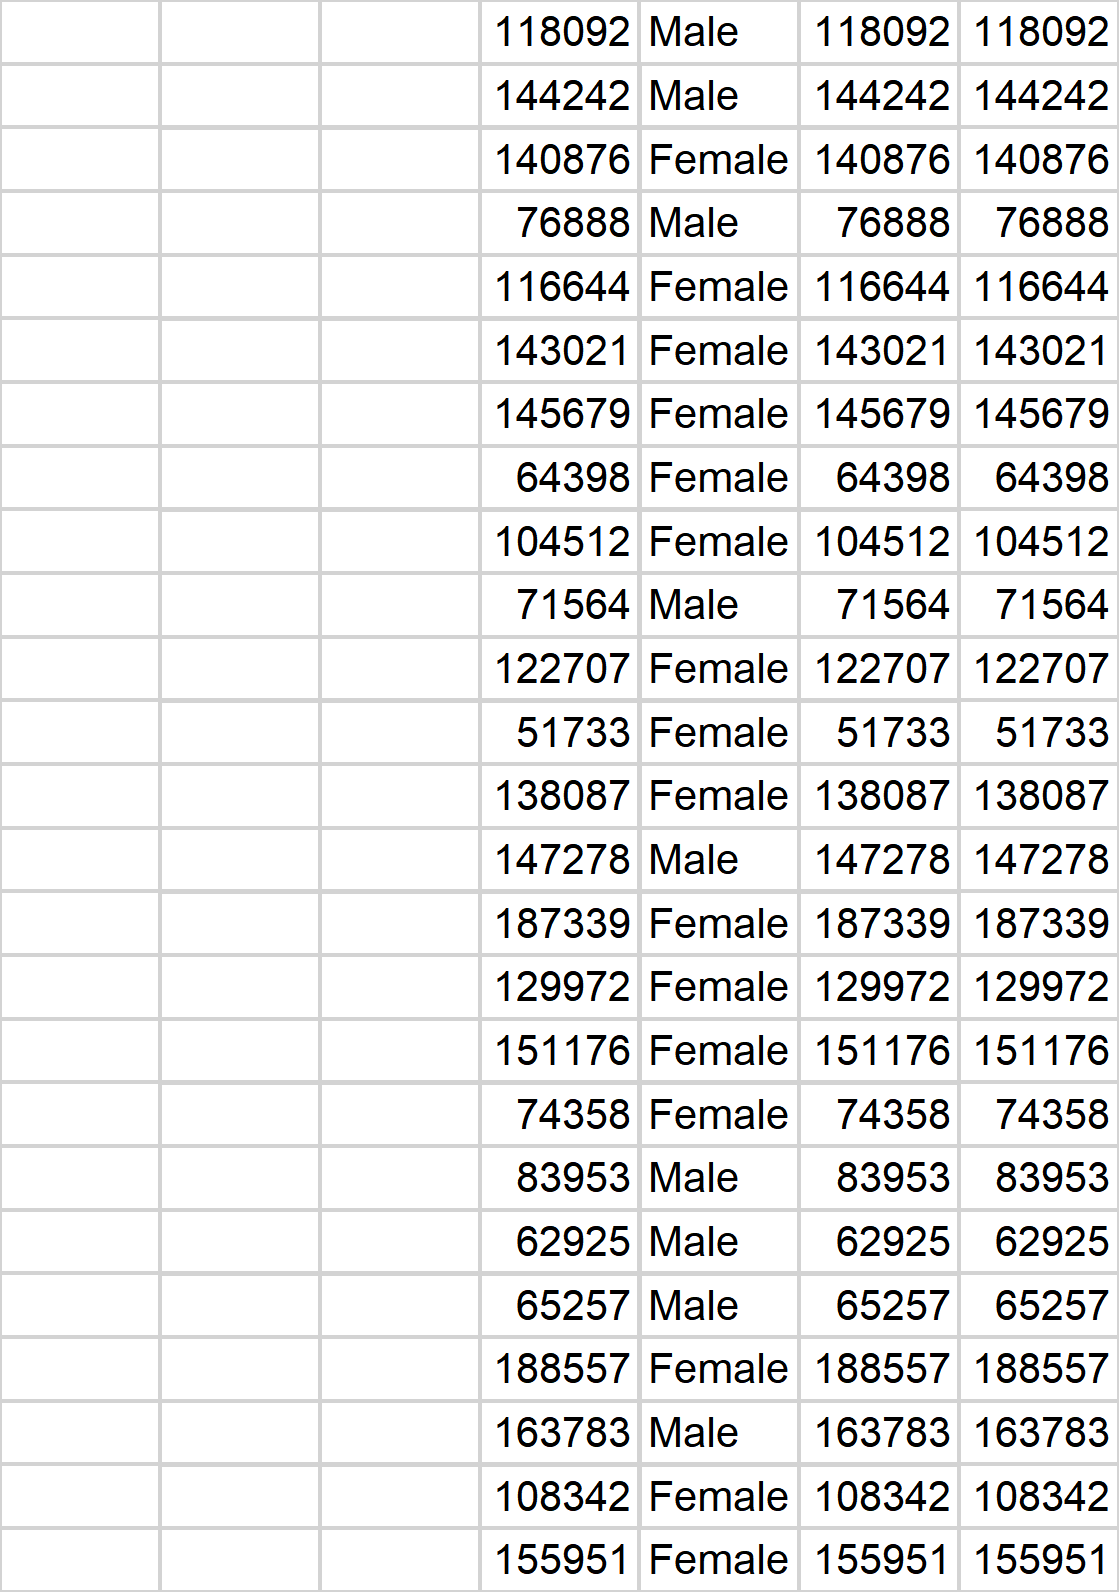 118092 Male 118092 118092
144242 Male 144242 144242
140876 Female 140876 140876
76888 Male 76888 76888
116644 Female 116644 116644
143021 Female 143021 143021
145679 Female 145679 145679
64398 Female 64398 64398
104512 Female 104512 104512
71564 Male 71564 71564
122707 Female 122707 122707
51733 Female 51733 51733
138087 Female 138087 138087
147278 Male 147278 147278
187339 Female 187339 187339
129972 Female 129972 129972
151176 Female 151176 151176
74358 Female 74358 74358
83953 Male 83953 83953
62925 Male 62925 62925
65257 Male 65257 65257
188557 Female 188557 188557
163783 Male 163783 163783
108342 Female 108342 108342
155951 Female 155951 155951